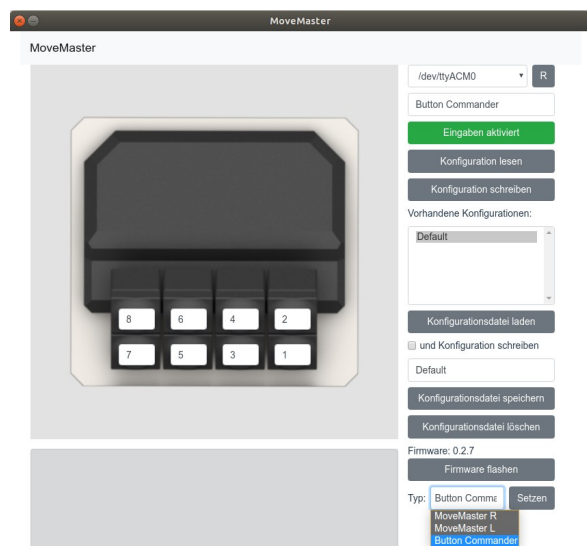 MoveMaster
MoveMaster
/dev/ttyACM0
R
Button Commander
Eingaben aktiviert
Konfiguration lesen
Konfiguration schreiben
Vorhandene Konfigurationen:
Default
8 6 4 2
7 5 3 1
Konfigurationsdatei laden
und Konfiguration schreiben
Default
Konfigurationsdatei speichern
Konfigurationsdatei löschen
Firmware: 0.2.7
Firmware flashen
Typ: Button Comma Setzen
MoveMaster R
MoveMaster L
Button Commander